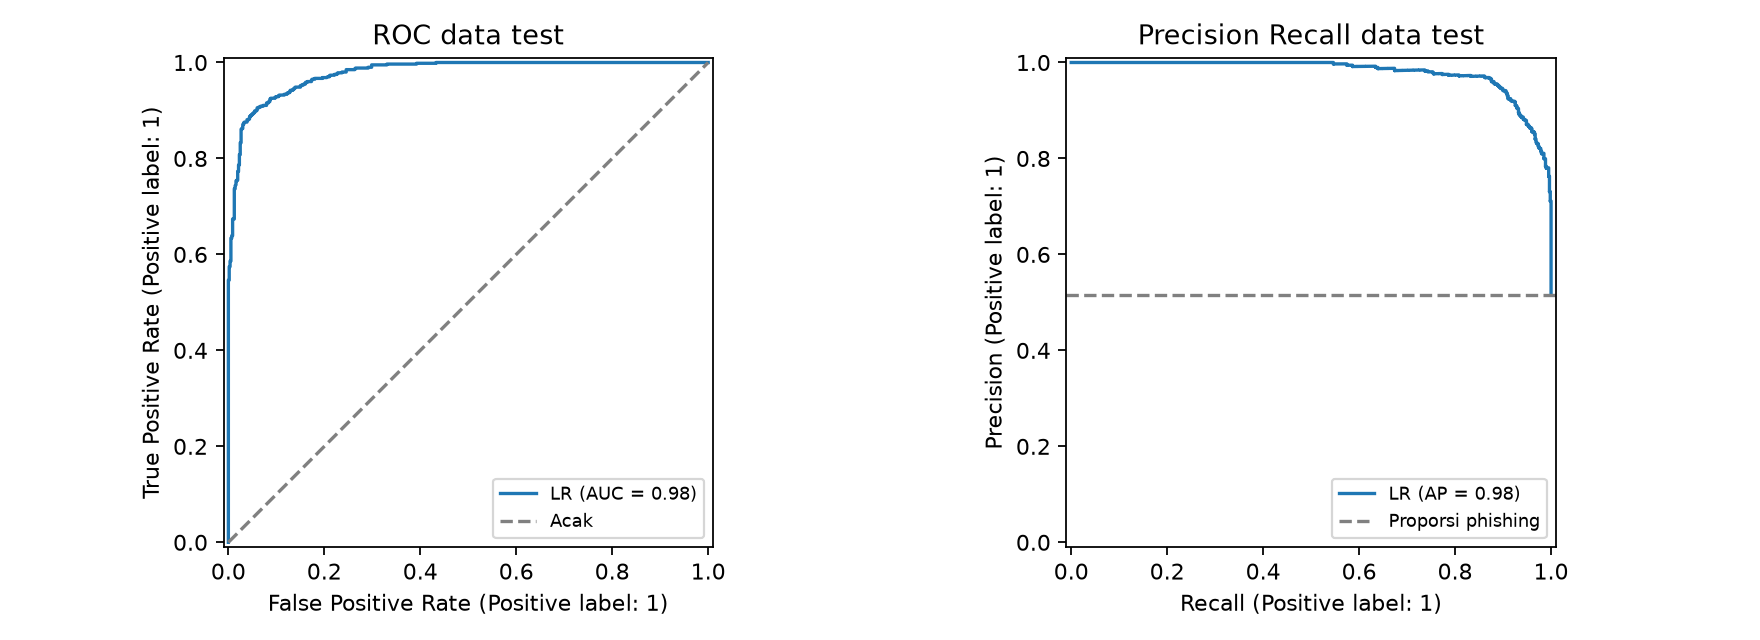 ROC data test
True Positive Rate (Positive label: 1)
1.0
0.8
0.6
0.4
0.2
0.0
LR (AUC = 0.98)
Acak
0.0 0.2 0.4 0.6 0.8 1.0
False Positive Rate (Positive label: 1)
Precision Recall data test
Precision (Positive label: 1)
1.0
0.8
0.6
0.4
0.2
0.0
LR (AP = 0.98)
Proporsi phishing
0.0 0.2 0.4 0.6 0.8 1.0
Recall (Positive label: 1)